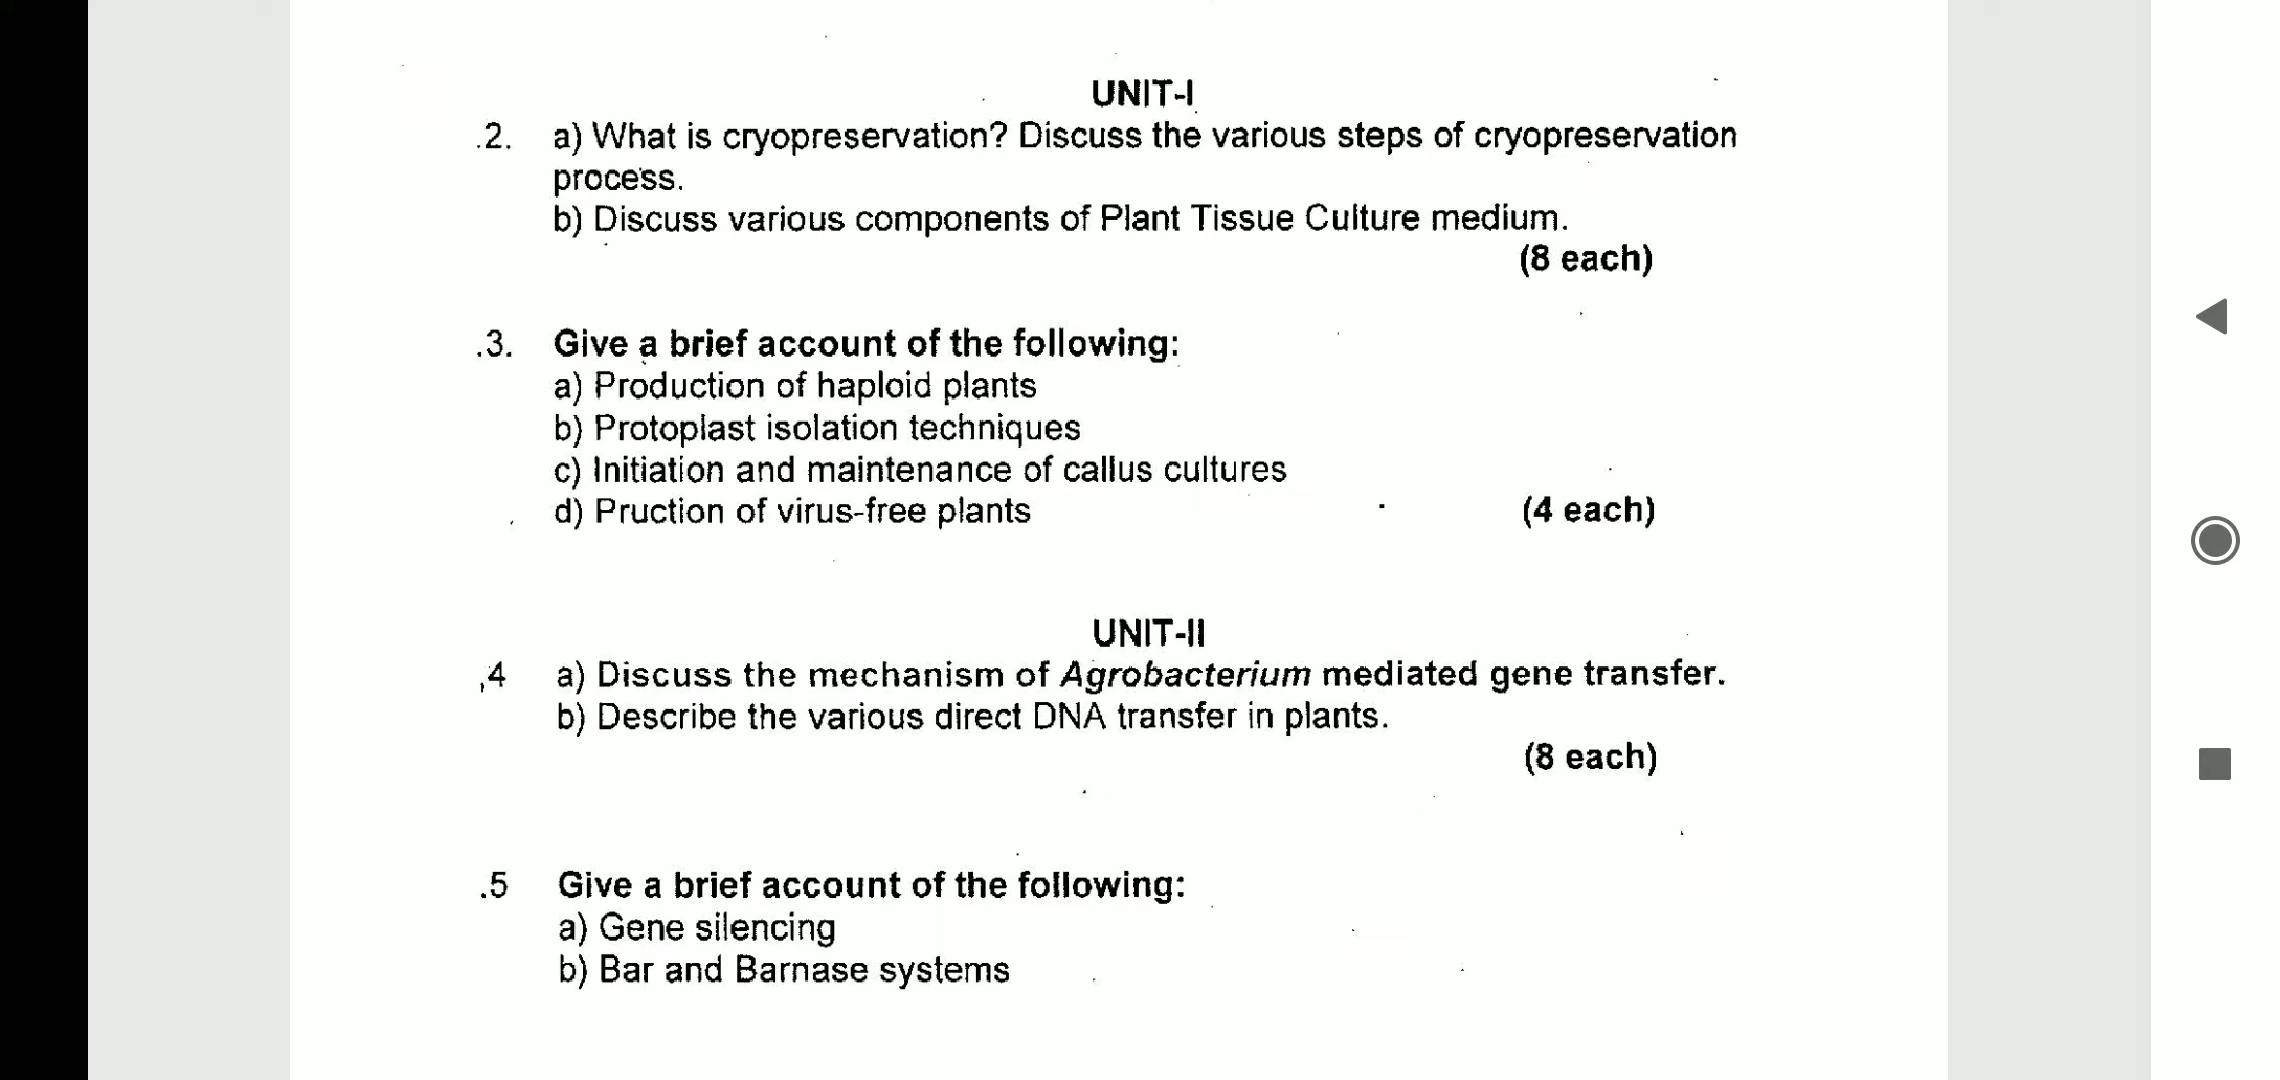 UNIT-I
.2. a) What is cryopreservation? Discuss the various steps of cryopreservation
process.
b) Discuss various components of Plant Tissue Culture medium.
(8 each)
.3. Give a brief account of the following:
a) Production of haploid plants
b) Protoplast isolation techniques
c) Initiation and maintenance of callus cultures
d) Pruction of virus-free plants (4 each)
UNIT-II
,4 a) Discuss the mechanism of Agrobacterium mediated gene transfer.
b) Describe the various direct DNA transfer in plants.
(8 each)
.5 Give a brief account of the following:
a) Gene silencing
b) Bar and Barnase systems